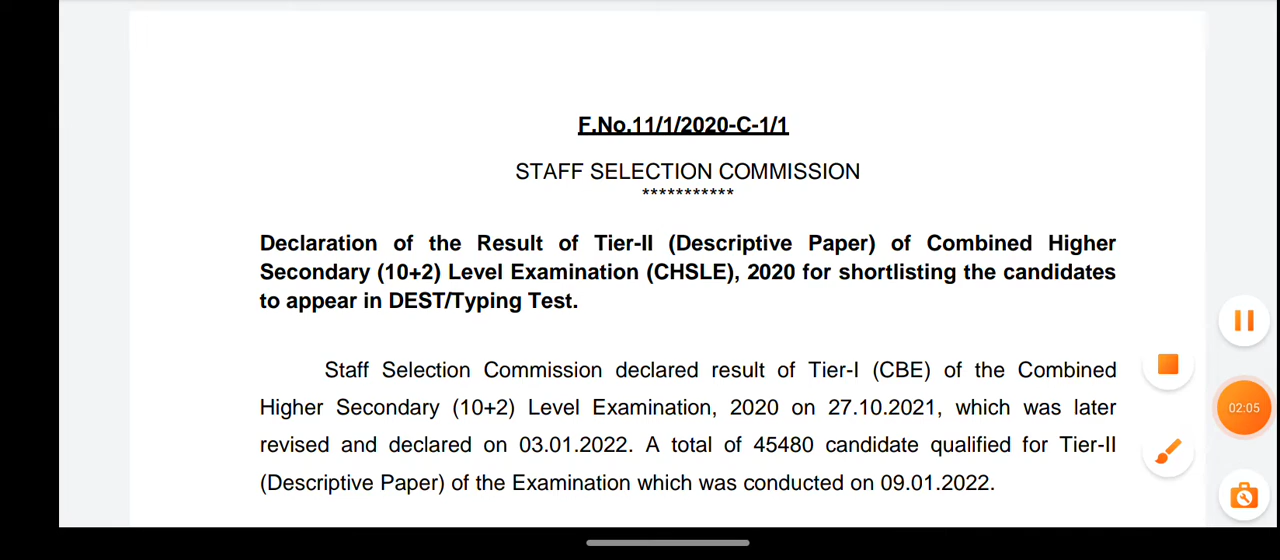 F.No.11/1/2020-C-1/1
STAFF SELECTION COMMISSION
***********
Declaration of the Result of Tier-II (Descriptive Paper) of Combined Higher
Secondary (10+2) Level Examination (CHSLE), 2020 for shortlisting the candidates
to appear in DEST/Typing Test.
Staff Selection Commission declared result of Tier-I (CBE) of the Combined
Higher Secondary (10+2) Level Examination, 2020 on 27.10.2021, which was later
revised and declared on 03.01.2022. A total of 45480 candidate qualified for Tier-II
(Descriptive Paper) of the Examination which was conducted on 09.01.2022.
02:05